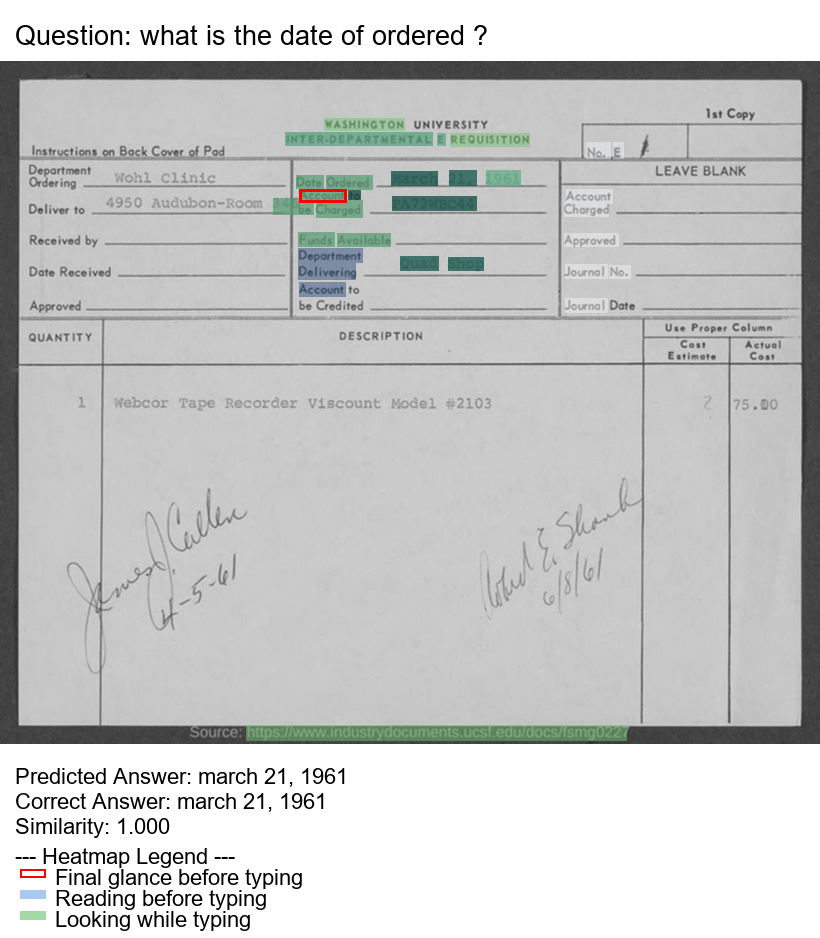 Question: what is the date of ordered ?
1st Copy
WASHINGTON UNIVERSITY
INTER-DEPARTMENTAL E REQUISITION
Instructions on Back Cover of Pad
No. E 1
Department Ordering Wohl Clinic
Deliver to 4950 Audubon-Room
Received by
Date Received
Approved
Date Ordered March 21, 1961
Account to be Charged PA73WBC44
Funds Available
Department Delivering Quad Shop
Account to be Credited
LEAVE BLANK
Account Charged
Approved
Journal No.
Journal Date
QUANTITY DESCRIPTION Use Proper Column
Cost Estimate Actual Cost
1 Webcor Tape Recorder Viscount Model #2103 2 75.00
James J. Cullen
4-5-61
Robert E. Shank
6/8/61
Source: https://www.industrydocuments.ucsf.edu/docs/fsmg0227
Predicted Answer: march 21, 1961
Correct Answer: march 21, 1961
Similarity: 1.000
--- Heatmap Legend ---
Final glance before typing
Reading before typing
Looking while typing